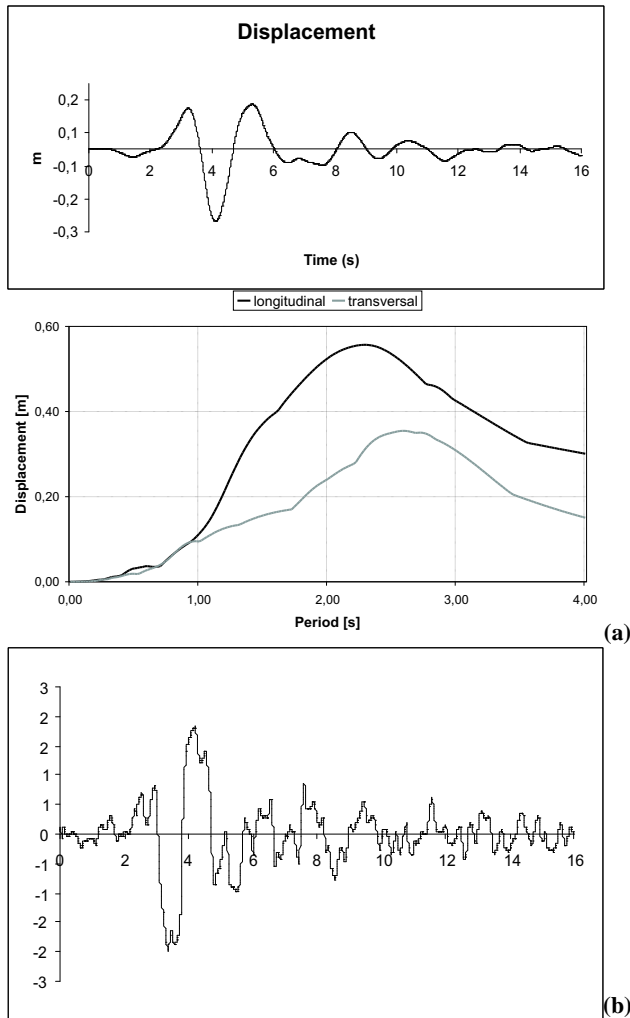 Displacement
0,2
0,1
m
-0,1
0 2 4 6 8 10 12 14 16
-0,2
-0,3
Time (s)
longitudinal transversal
0,60
0,40
Displacement [m]
0,20
0,00
0,00 1,00 2,00 3,00 4,00
Period [s]
(a)
3
2
2
1
1
0
0 2 4 6 8 10 12 14 16
-1
-1
-2
-2
-3
(b)